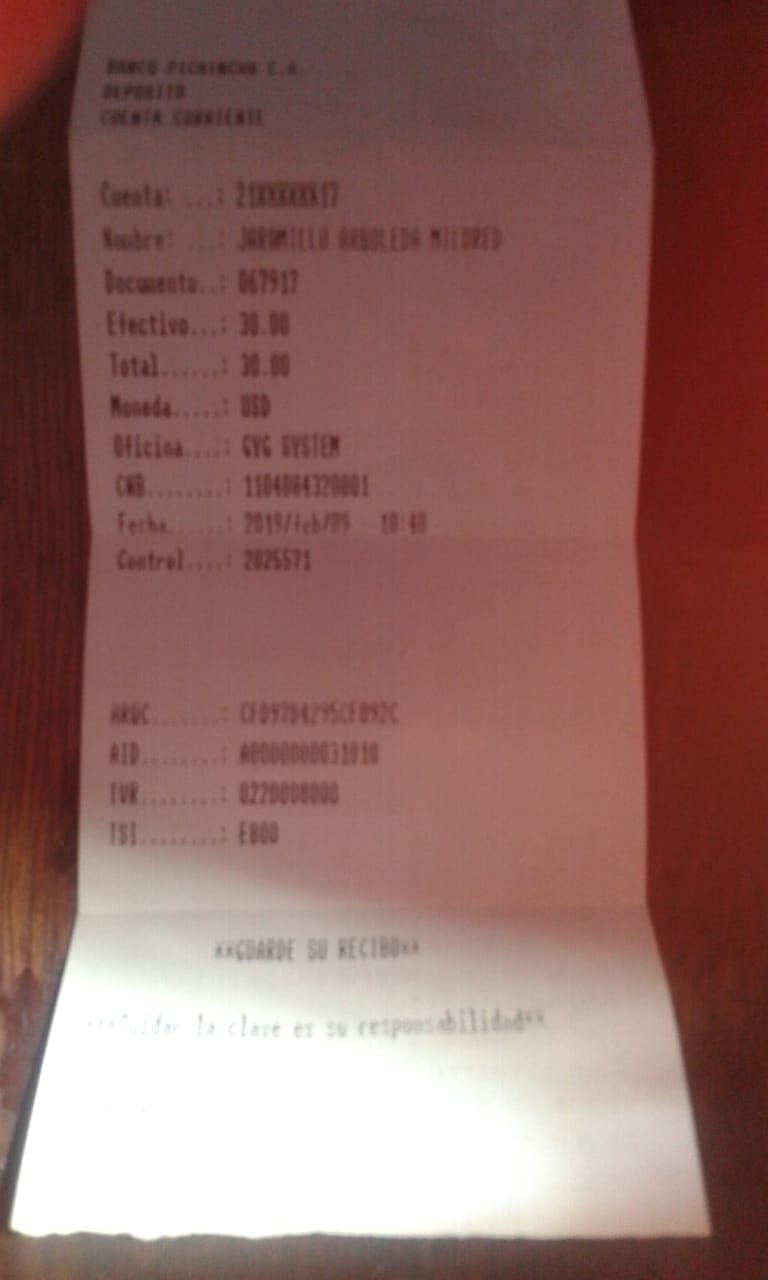 BANCO PICHINCHA C.A.
DEPOSITO
CUENTA CORRIENTE
Cuenta: ...: 21XXXXXX17
Nombre: ...: JARAMILLO ARBOLEDA MILDRED
Documento..: 067917
Efectivo...: 30.00
Total......: 30.00
Moneda.....: USD
Oficina....: GYG SYSTEM
CNB........: 1104064320001
Fecha......: 2019/feb/09 10:40
Control....: 2025571
ARQC.......: CFD97D4295CF092C
AID........: A0000000031010
TVR........: 0220008000
TSI........: E800
**GUARDE SU RECIBO**
***Cuidar la clave es su responsabilidad**